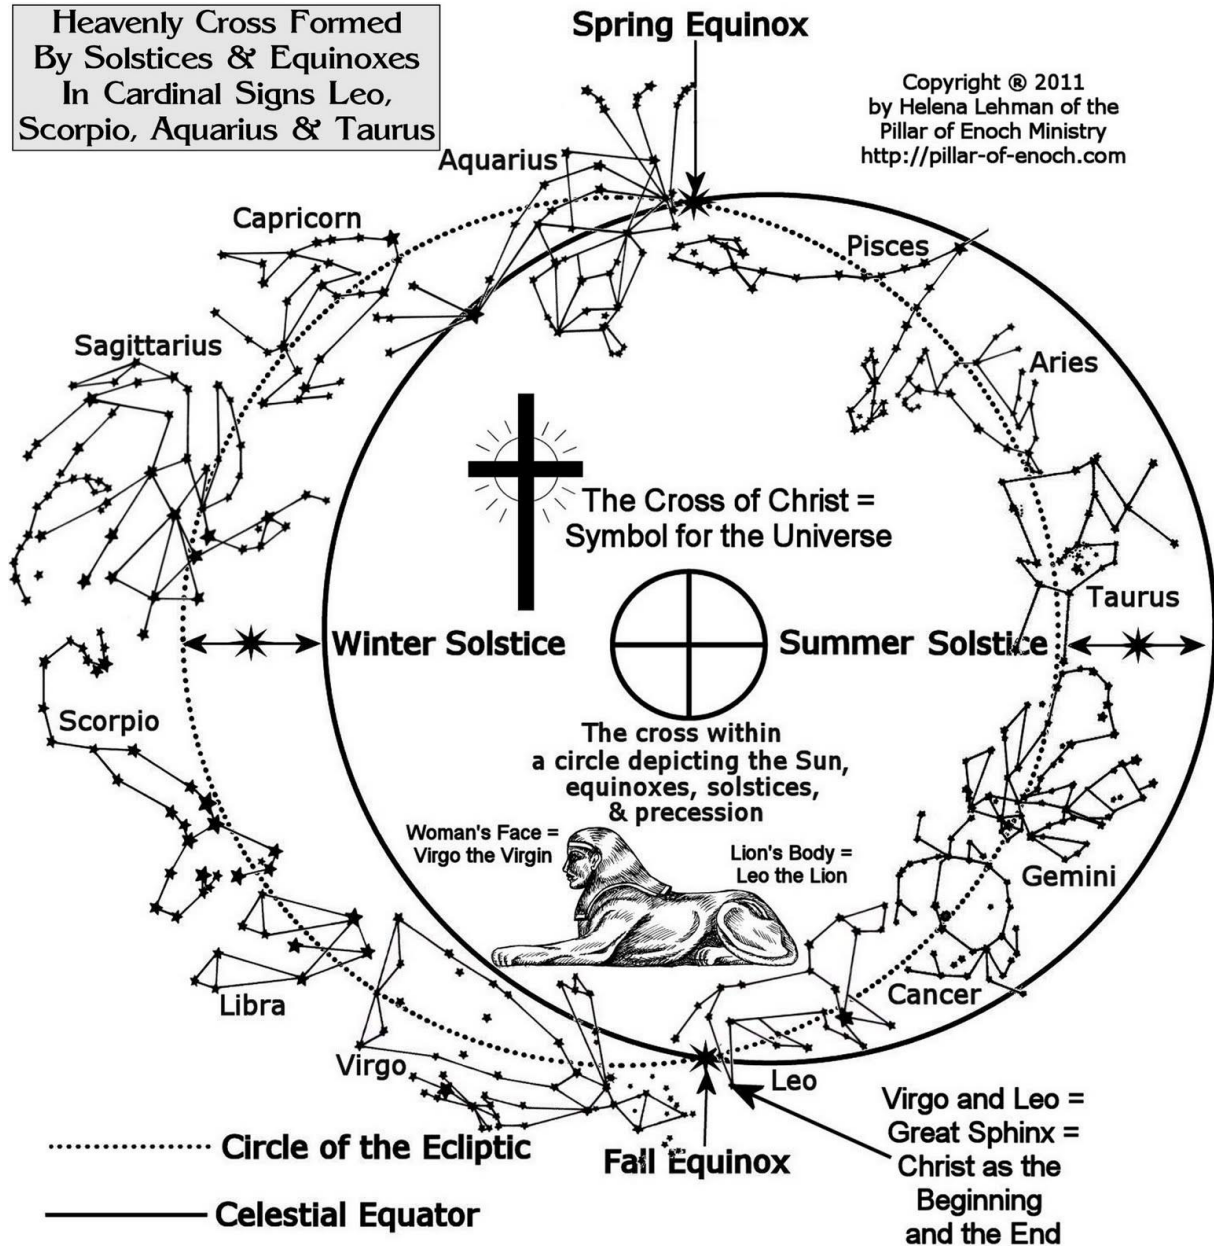 Heavenly Cross Formed
By Solstices & Equinoxes
In Cardinal Signs Leo,
Scorpio, Aquarius & Taurus
Spring Equinox
Copyright ® 2011
by Helena Lehman of the
Pillar of Enoch Ministry
http://pillar-of-enoch.com
Aquarius
Capricorn
Pisces
Sagittarius
Aries
The Cross of Christ =
Symbol for the Universe
Taurus
Winter Solstice
Summer Solstice
Scorpio
The cross within
a circle depicting the Sun,
equinoxes, solstices,
& precession
Woman's Face =
Virgo the Virgin
Lion's Body =
Leo the Lion
Gemini
Cancer
Libra
Virgo
Leo
Virgo and Leo =
Great Sphinx =
Christ as the
Beginning
and the End
Circle of the Ecliptic
Fall Equinox
Celestial Equator